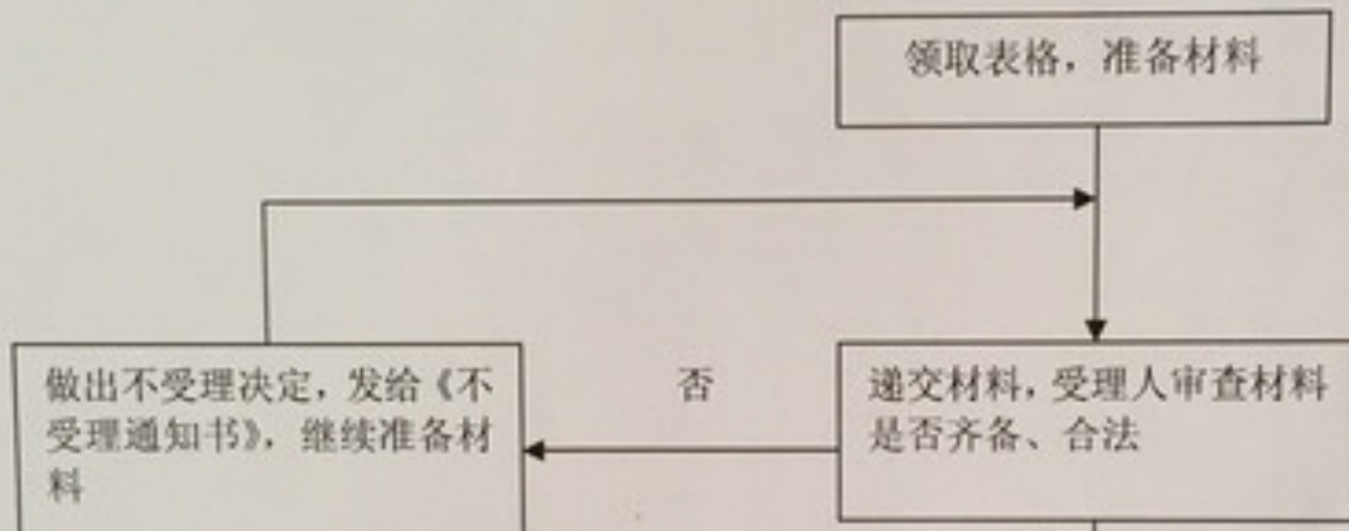 领取表格，准备材料
做出不受理决定，发给《不
受理通知书》，继续准备材
料
否
递交材料，受理人审查材料
是否齐备、合法